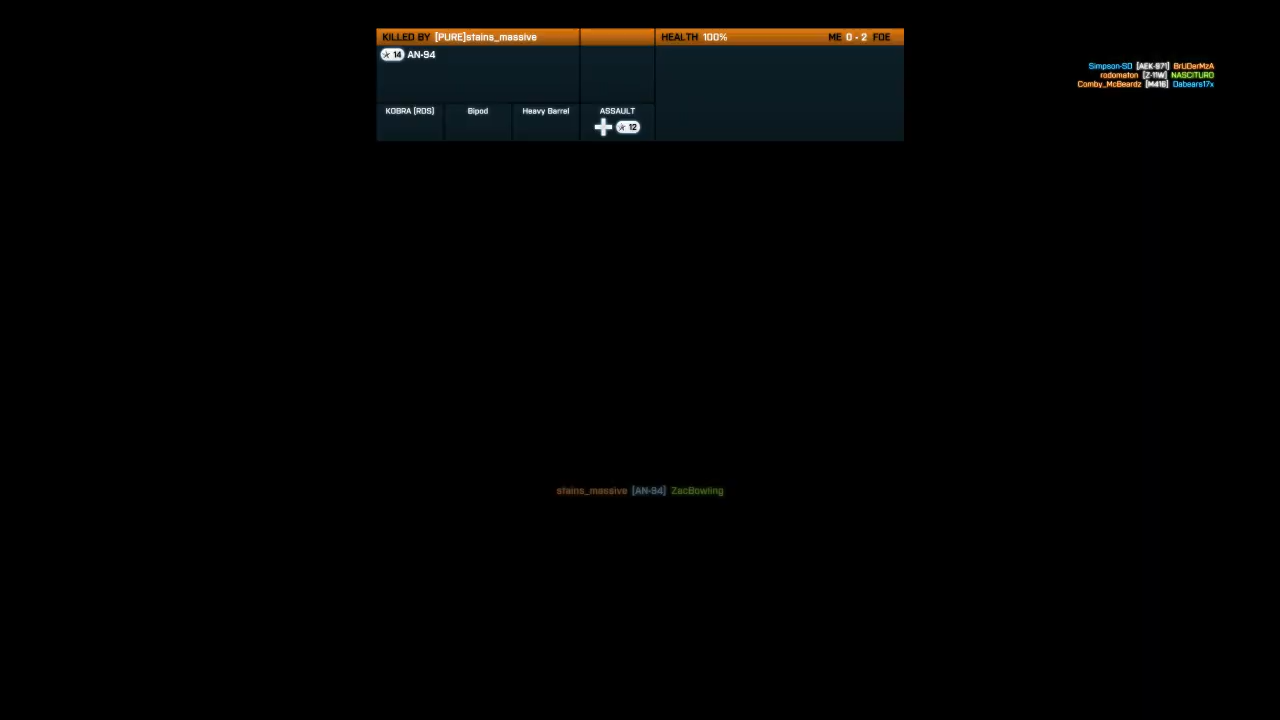 KILLED BY [PURE]stains_massive HEALTH 100% ME 0 - 2 FOE
14 AN-94
Simpson-SD [AEK-971] BrUDerMzA
rodomaton [Z-11W] NASCITURO
Comby_McBeardz [M416] Dabears17x
KOBRA [RDS] Bipod Heavy Barrel ASSAULT
12
stains_massive [AN-94] ZacBowling